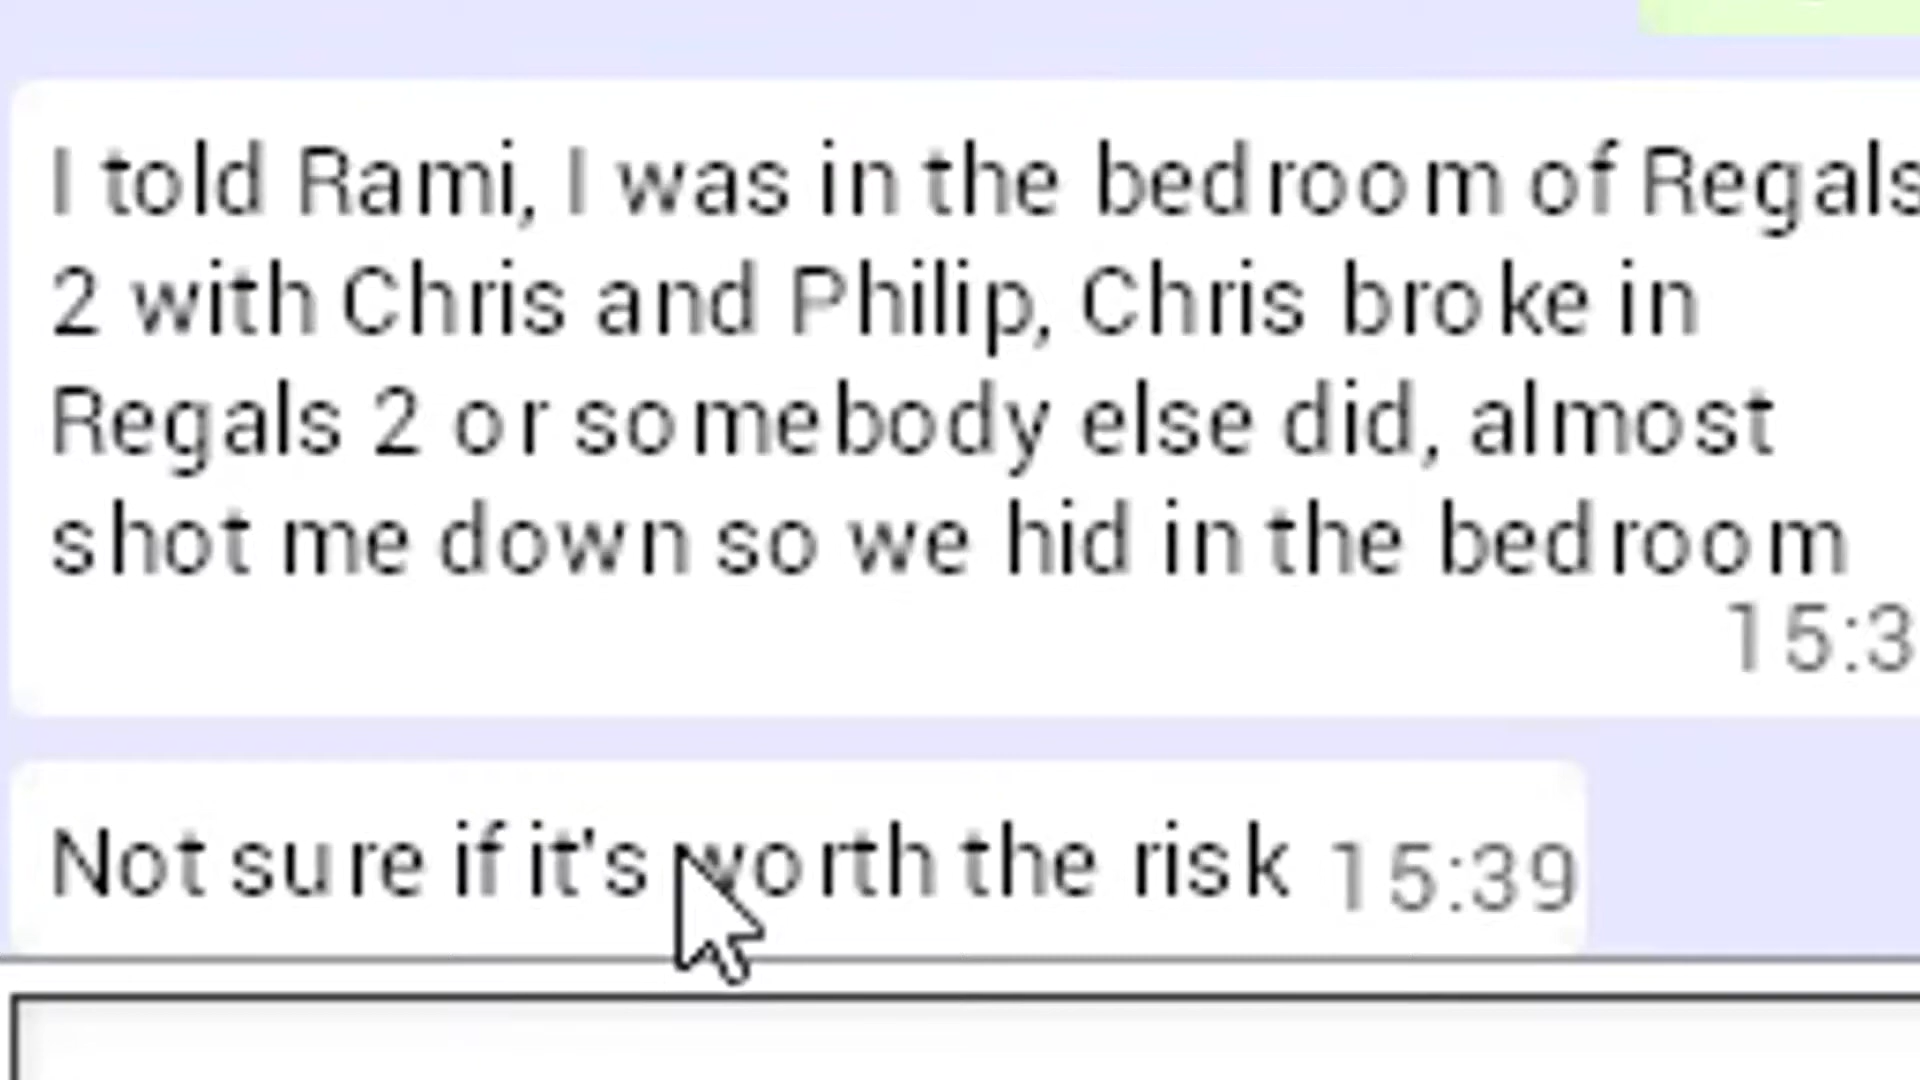 I told Rami, I was in the bedroom of Regals
2 with Chris and Philip, Chris broke in
Regals 2 or somebody else did, almost
shot me down so we hid in the bedroom
15:3
Not sure if it's worth the risk 15:39